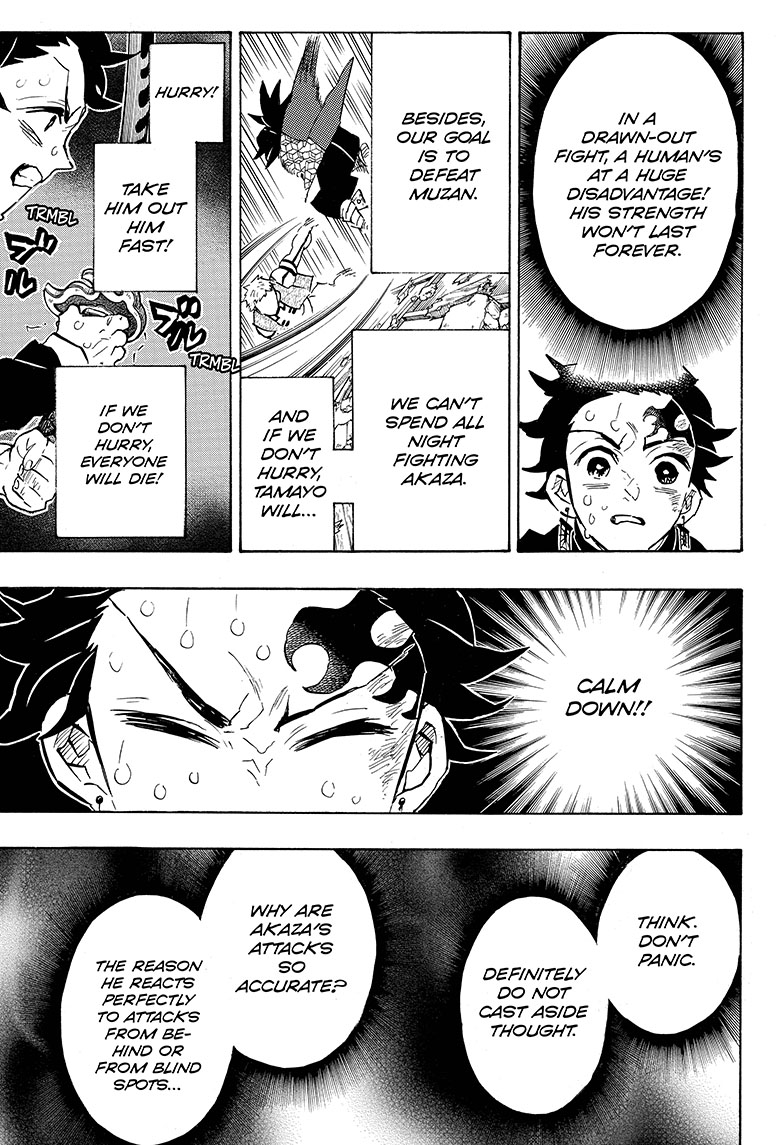 IN A
DRAWN-OUT
FIGHT, A HUMAN'S
AT A HUGE
DISADVANTAGE!
HIS STRENGTH
WON'T LAST
FOREVER.
BESIDES,
OUR GOAL
IS TO
DEFEAT
MUZAN.
WE CAN'T
SPEND ALL
NIGHT
FIGHTING
AKAZA.
AND
IF WE
DON'T
HURRY,
TAMAYO
WILL...
HURRY!
TAKE
HIM OUT
HIM
FAST!
TRMBL
ブル
ブル
TRMBL
IF WE
DON'T
HURRY,
EVERYONE
WILL DIE!
CALM
DOWN!!
THINK.
DON'T
PANIC.
DEFINITELY
DO NOT
CAST ASIDE
THOUGHT.
WHY ARE
AKAZA'S
ATTACKS
SO
ACCURATE?
THE REASON
HE REACTS
PERFECTLY
TO ATTACKS
FROM BE-
HIND OR
FROM BLIND
SPOTS...